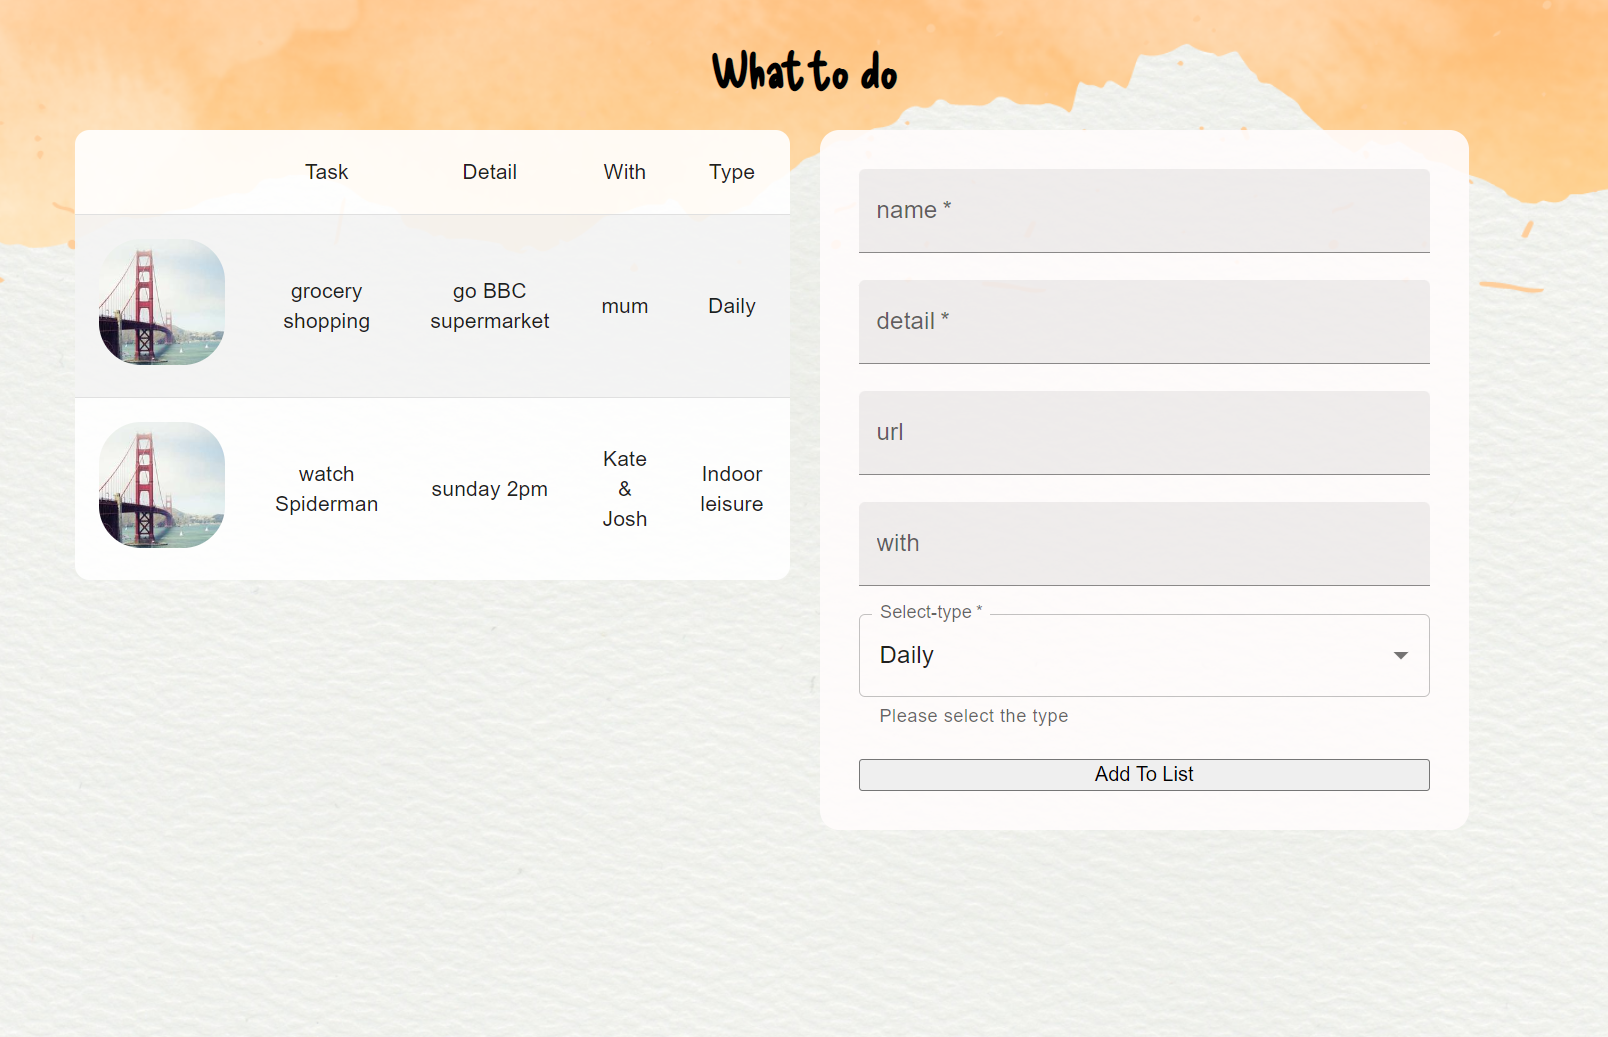 What to do
Task Detail With Type
grocery
shopping
go BBC
supermarket
mum
Daily
watch
Spiderman
sunday 2pm
Kate
&
Josh
Indoor
leisure
name *
detail *
url
with
Select-type *
Daily
Please select the type
Add To List